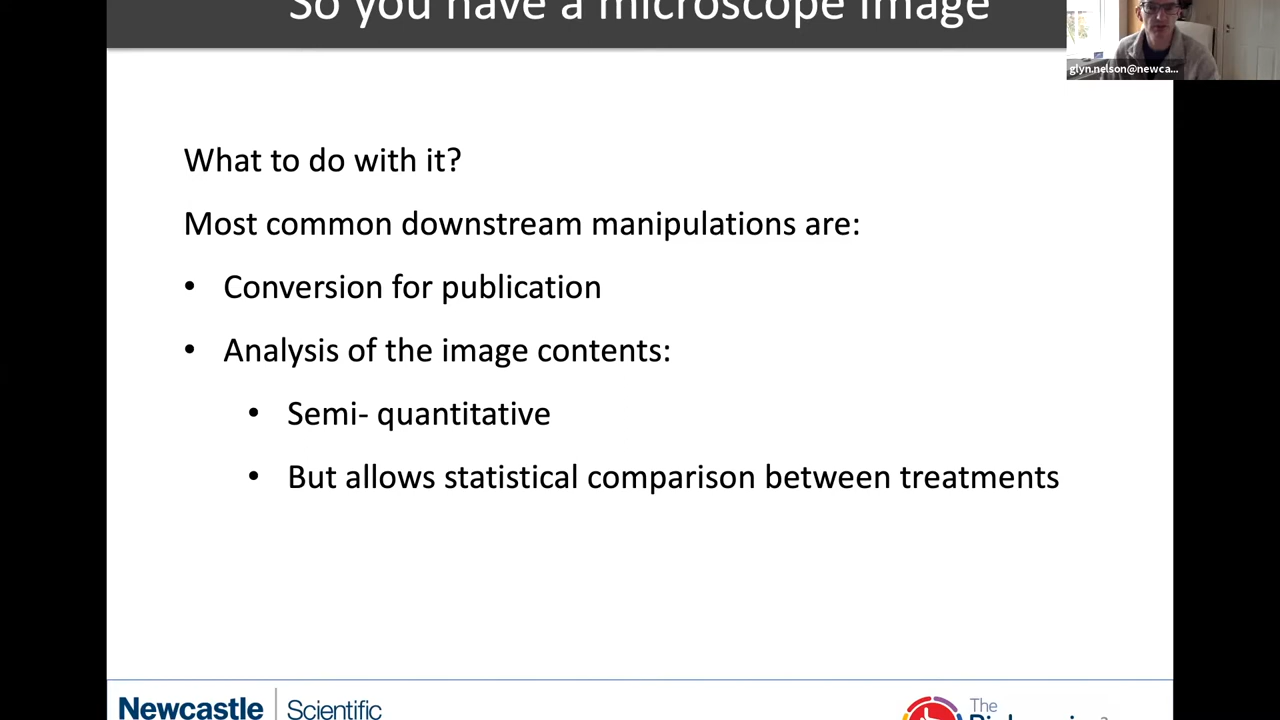 So you have a microscope image
glyn.nelson@newca...
What to do with it?
Most common downstream manipulations are:
• Conversion for publication
• Analysis of the image contents:
• Semi- quantitative
• But allows statistical comparison between treatments
Newcastle
Scientific
The